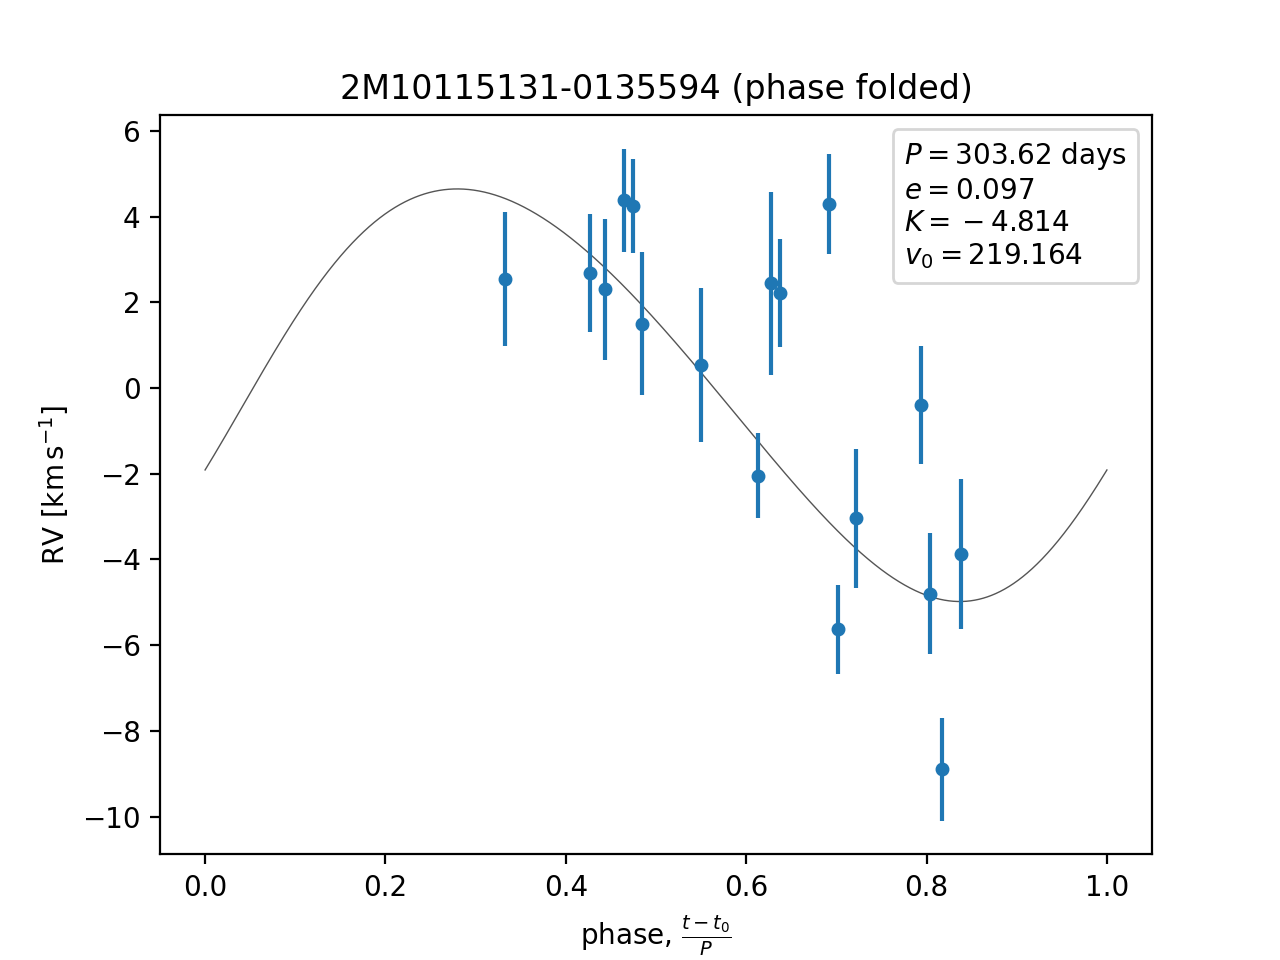 2M10115131-0135594 (phase folded)
P = 303.62 days
e = 0.097
K = −4.814
v₀ = 219.164
6
4
2
0
−2
−4
−6
−8
−10
RV [km s⁻¹]
0.0 0.2 0.4 0.6 0.8 1.0
phase, (t − t₀)/P